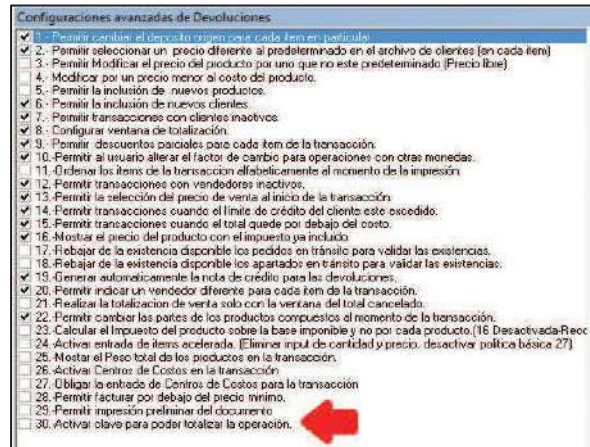 Configuraciones avanzadas de Devoluciones
1.- Permitir cambiar el deposito origen para cada item en particular
2.- Permitir seleccionar un precio diferente al predeterminado en el archivo de clientes (en cada item)
3.- Permitir Modificar el precio del producto por uno que no este predeterminado (Precio libre)
4.- Modificar por un precio menor al costo del producto.
5.- Permitir la inclusión de nuevos productos.
6.- Permitir la inclusión de nuevos clientes.
7.- Permitir transacciones con clientes inactivos.
8.- Configurar ventana de totalización.
9.- Permitir descuentos parciales para cada item de la transacción.
10.-Permitir al usuario alterar el factor de cambio para operaciones con otras monedas.
11.-Ordenar los items de la transaccion alfabeticamente al momento de la impresión.
12.-Permitir transacciones con vendedores inactivos.
13.-Permitir la selección del precio de venta al inicio de la transacción
14.-Permitir transacciones cuando el límite de crédito del cliente este excedido.
15.-Permitir transacciones cuando el total quede por debajo del costo.
16.-Mostrar el precio del producto con el impuesto ya incluido
17.-Rebajar de la existencia disponible los pedidos en tránsito para validar las existencias.
18.-Rebajar de la existencia disponible los apartados en tránsito para validar las existencias.
19.-Generar automaticamente la nota de crédito para las devoluciones.
20.-Permitir indicar un vendedor diferente para cada item de la transacción.
21.-Realizar la totalizacion de venta solo con la ventana del total cancelado.
22.-Permitir cambiar las partes de los productos compuestos al momento de la transacción.
23.-Calcular el Impuesto del producto sobre la base imponible y no por cada producto.(16 Desactivada-Reco
24.-Activar entrada de items acelerada. (Eliminar input de cantidad y precio. desactivar política básica 27)
25.-Mostar el Peso total de los productos en la transacción.
26.-Activar Centros de Costos en la transacción
27.-Obligar la entrada de Centros de Costos para la transacción
28.-Permitir facturar por debajo del precio minimo.
29.-Permitir impresión preliminar del documento
30.-Activar clave para poder totalizar la operación.